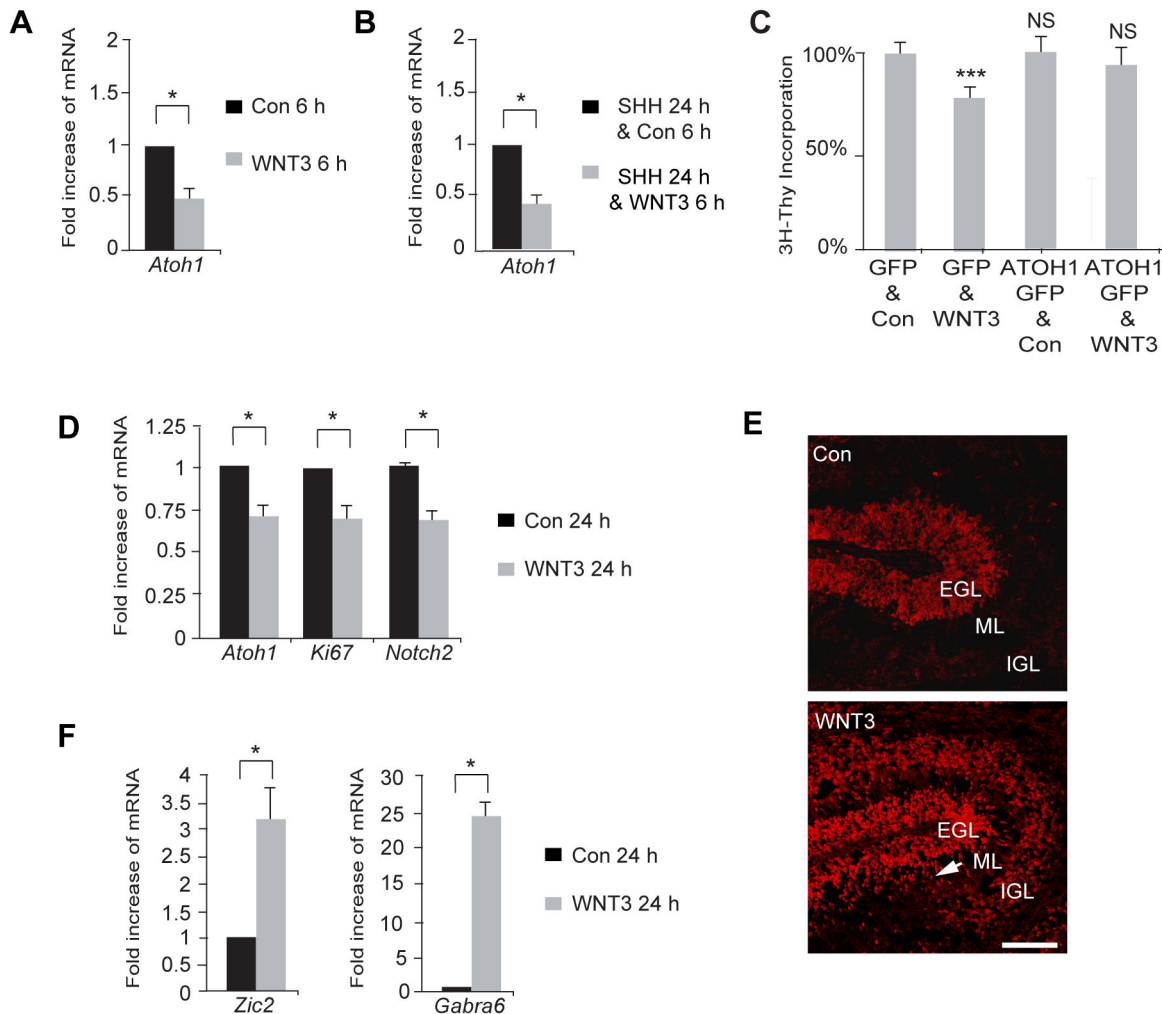 A
Fold increase of mRNA
2
1.5
1
0.5
0
*
Atoh1
Con 6 h
WNT3 6 h
B
Fold increase of mRNA
2
1.5
1
0.5
0
*
Atoh1
SHH 24 h
& Con 6 h
SHH 24 h
& WNT3 6 h
C
3H-Thy Incorporation
100%
50%
0%
***
NS
NS
GFP
&
Con
GFP
&
WNT3
ATOH1
GFP
&
Con
ATOH1
GFP
&
WNT3
D
Fold increase of mRNA
1.25
1
0.75
0.5
0.25
0
*
*
*
Atoh1
Ki67
Notch2
Con 24 h
WNT3 24 h
E
Con
EGL
ML
IGL
WNT3
EGL
ML
IGL
F
Fold increase of mRNA
4
3.5
3
2.5
2
1.5
1
0.5
0
*
Zic2
Fold increase of mRNA
30
25
20
15
10
5
0
*
Gabra6
Con 24 h
WNT3 24 h